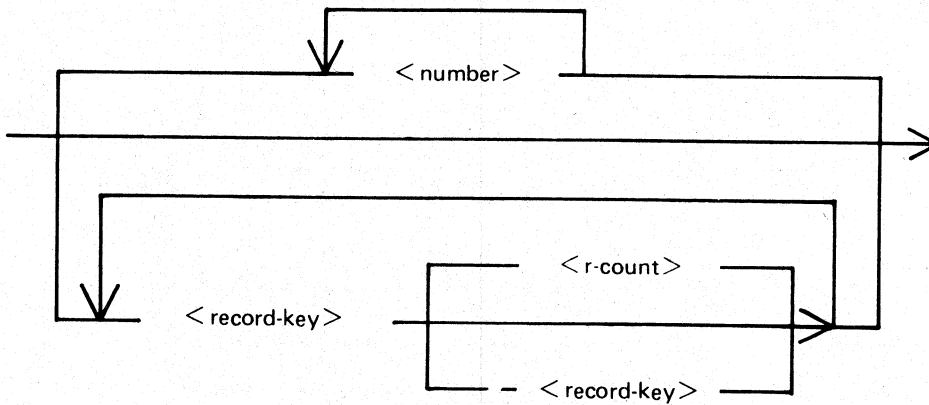 <number>
<r-count>
<record-key>
– <record-key>